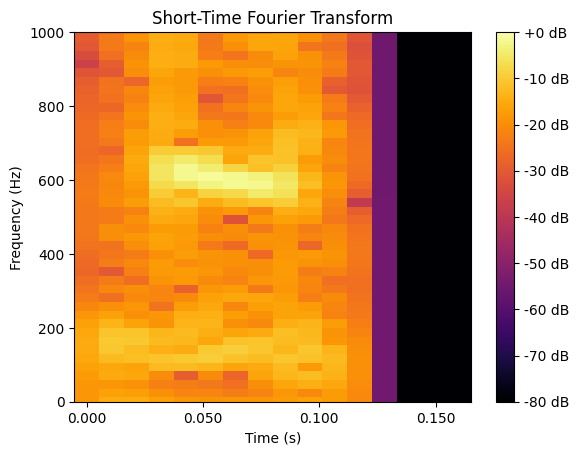 Short-Time Fourier Transform
1000
800
600
400
200
0
Frequency (Hz)
0.000
0.050
0.100
0.150
Time (s)
+0 dB
-10 dB
-20 dB
-30 dB
-40 dB
-50 dB
-60 dB
-70 dB
-80 dB